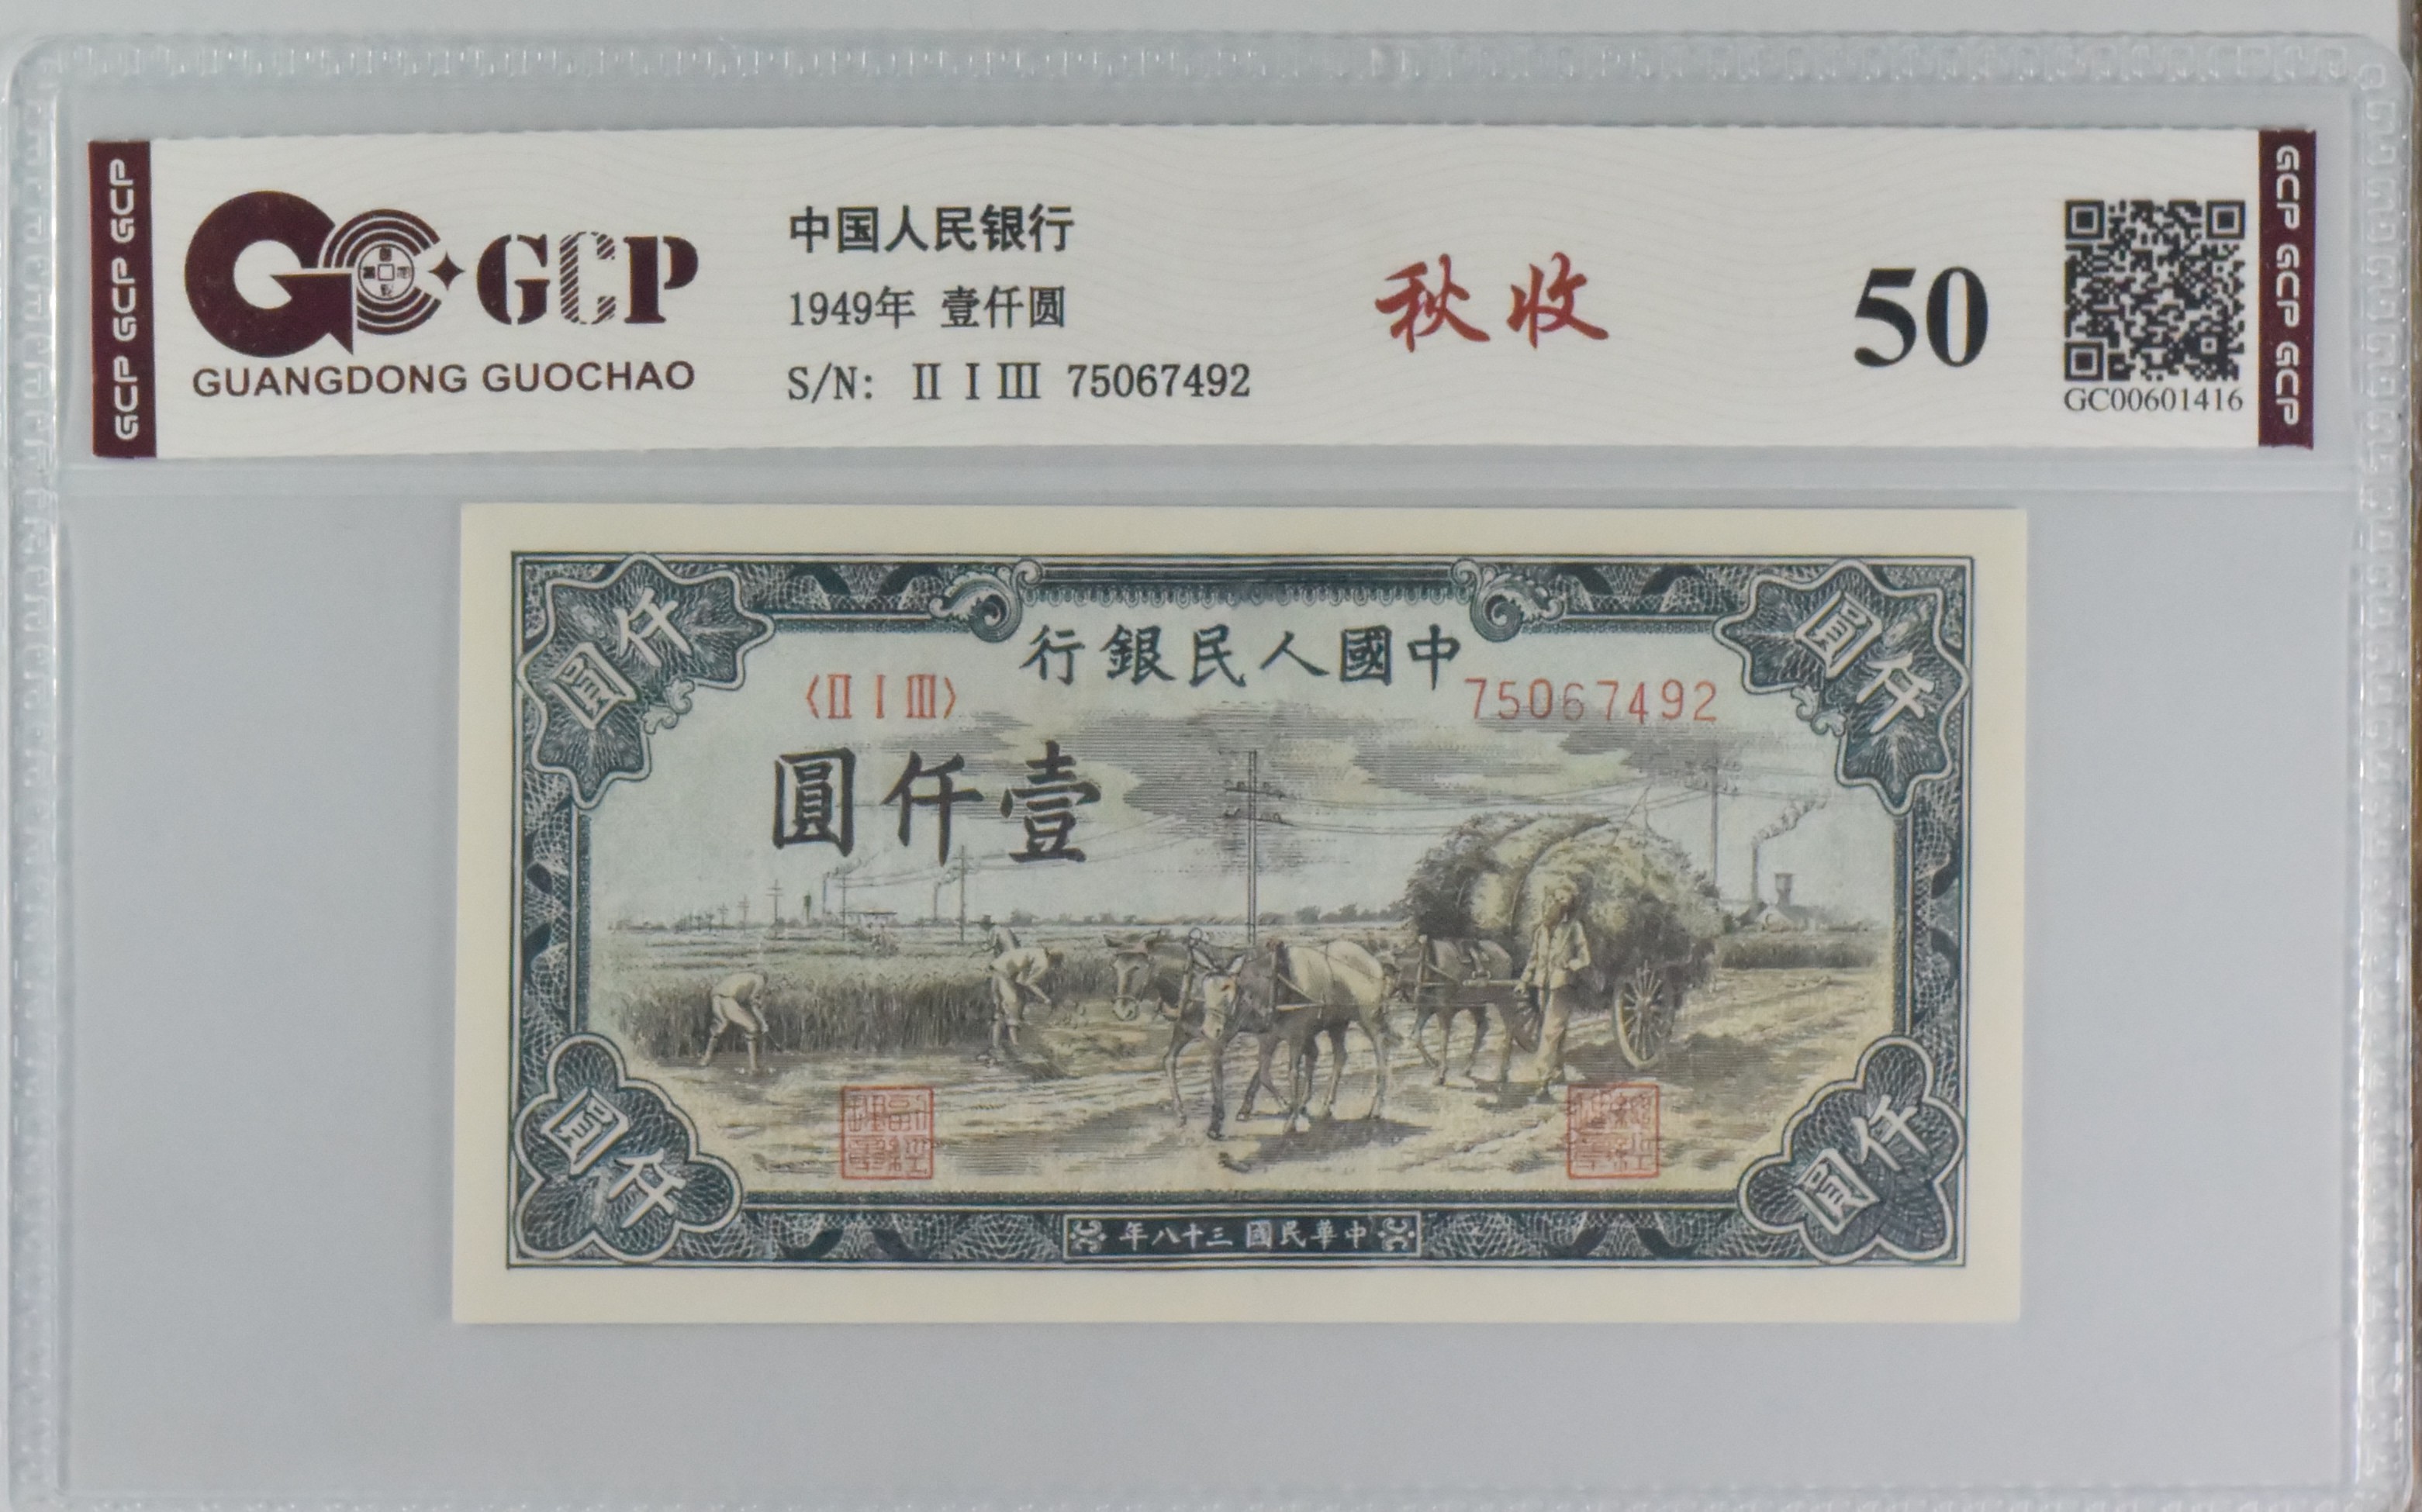 GCP
GUANGDONG GUOCHAO
中国人民银行
1949年 壹仟圆
S/N: Ⅱ Ⅰ Ⅲ 75067492
秋收
50
GC00601416
GCP GCP GCP
GCP GCP GCP
行銀民人國中
〈Ⅱ Ⅰ Ⅲ〉
75067492
圓仟壹
仟圓
仟圓
仟圓
仟圓
年八十三國民華中